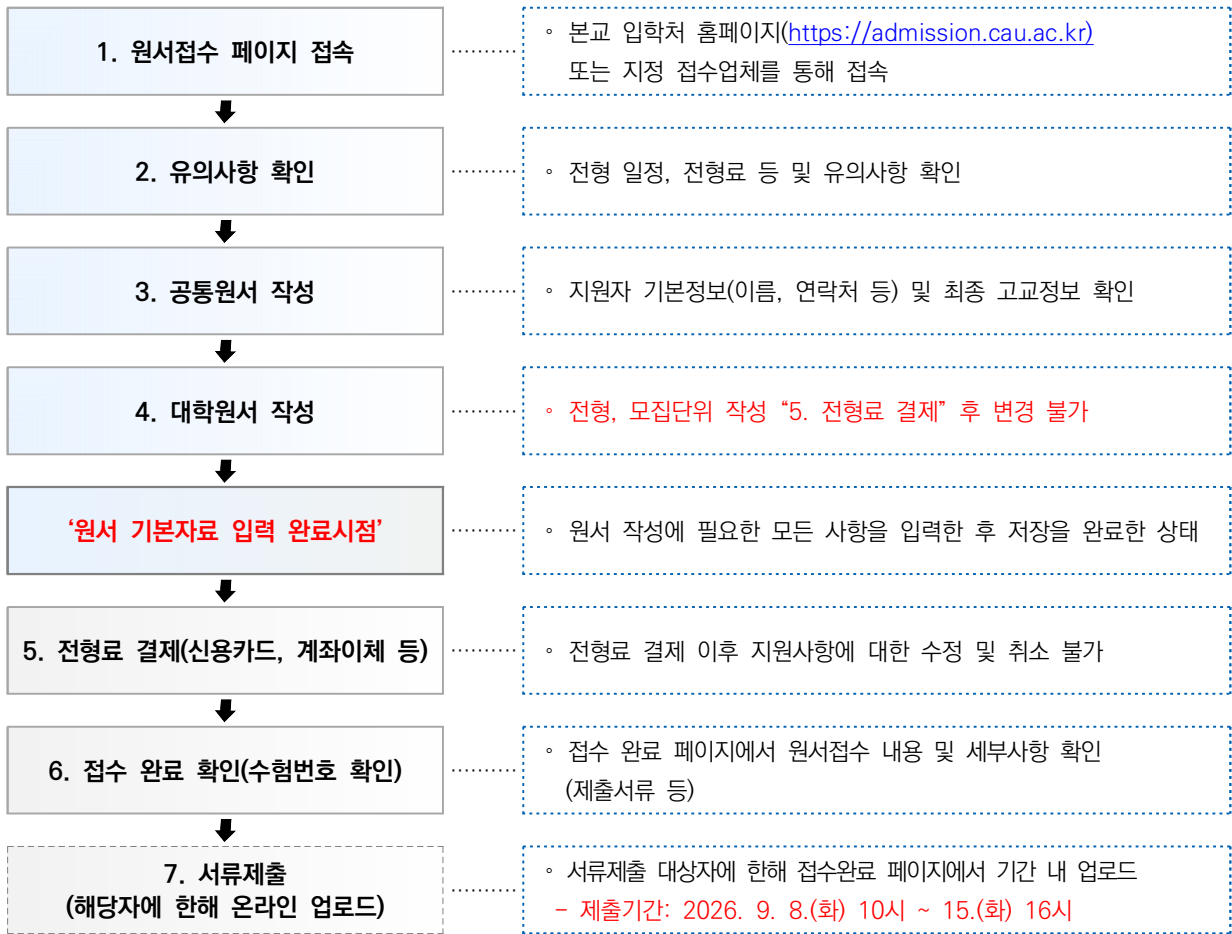 1. 원서접수 페이지 접속
◦ 본교 입학처 홈페이지(https://admission.cau.ac.kr)
또는 지정 접수업체를 통해 접속
2. 유의사항 확인
◦ 전형 일정, 전형료 등 및 유의사항 확인
3. 공통원서 작성
◦ 지원자 기본정보(이름, 연락처 등) 및 최종 고교정보 확인
4. 대학원서 작성
◦ 전형, 모집단위 작성 “5. 전형료 결제” 후 변경 불가
‘원서 기본자료 입력 완료시점’
◦ 원서 작성에 필요한 모든 사항을 입력한 후 저장을 완료한 상태
5. 전형료 결제(신용카드, 계좌이체 등)
◦ 전형료 결제 이후 지원사항에 대한 수정 및 취소 불가
6. 접수 완료 확인(수험번호 확인)
◦ 접수 완료 페이지에서 원서접수 내용 및 세부사항 확인
(제출서류 등)
7. 서류제출
(해당자에 한해 온라인 업로드)
◦ 서류제출 대상자에 한해 접수완료 페이지에서 기간 내 업로드
- 제출기간: 2026. 9. 8.(화) 10시 ~ 15.(화) 16시